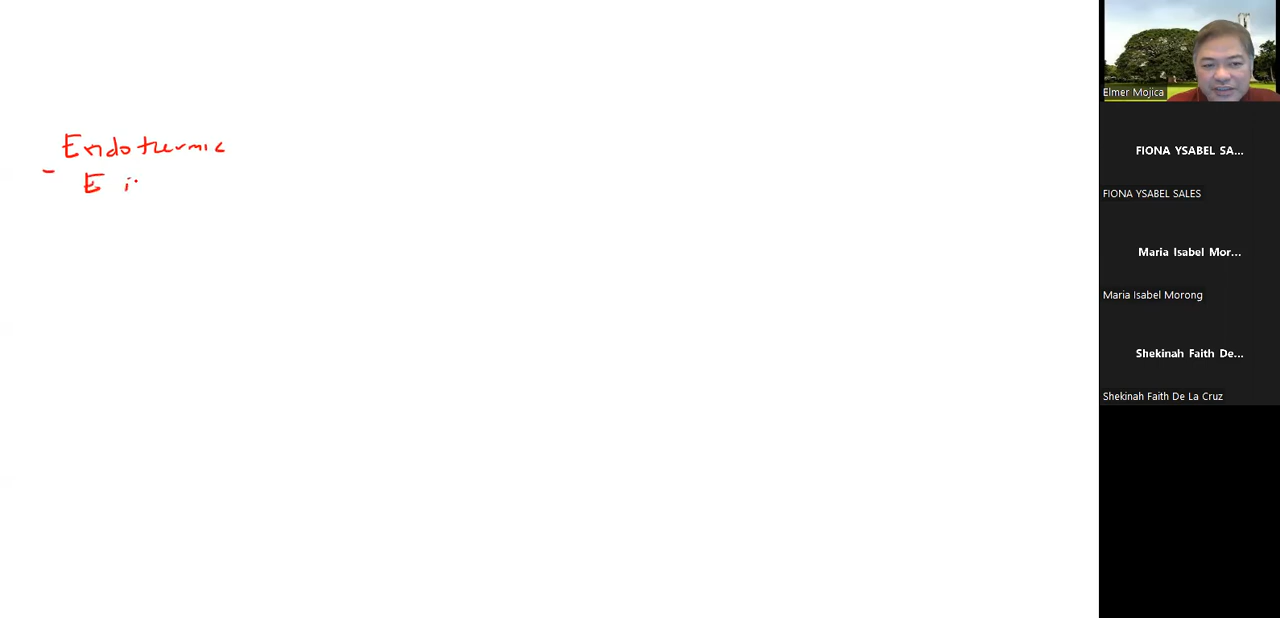 Endothermic
- E i
Elmer Mojica
FIONA YSABEL SA...
FIONA YSABEL SALES
Maria Isabel Mor...
Maria Isabel Morong
Shekinah Faith De...
Shekinah Faith De La Cruz